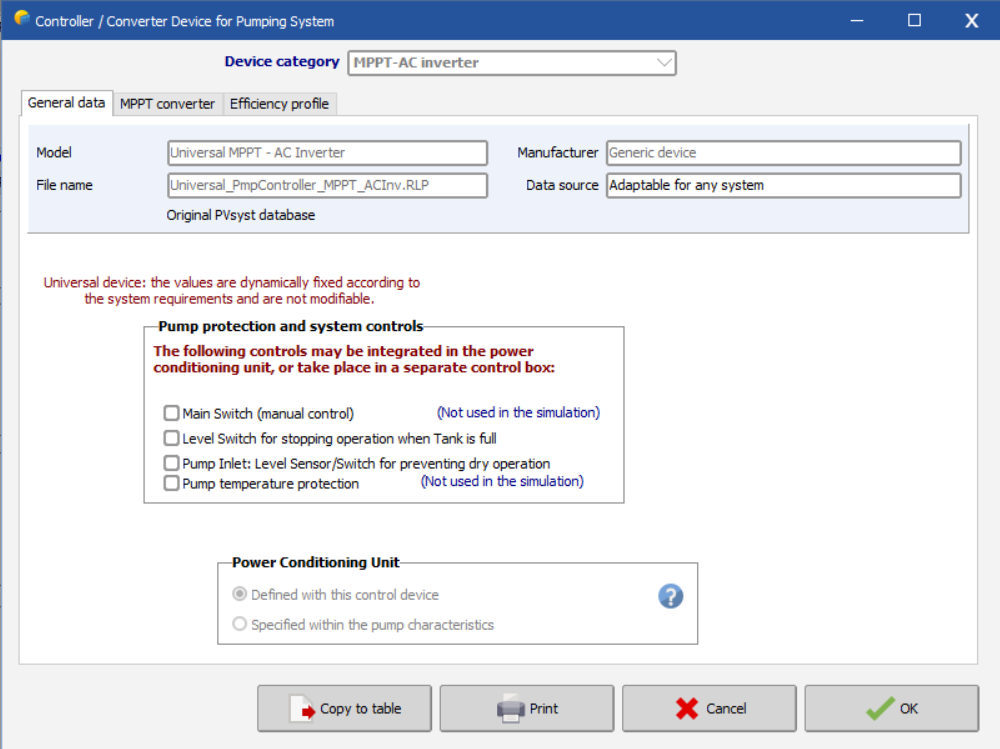 Controller / Converter Device for Pumping System
Device category MPPT-AC inverter
General data MPPT converter Efficiency profile
Model Universal MPPT - AC Inverter Manufacturer Generic device
File name Universal_PmpController_MPPT_ACInv.RLP Data source Adaptable for any system
Original PVsyst database
Universal device: the values are dynamically fixed according to
the system requirements and are not modifiable.
Pump protection and system controls
The following controls may be integrated in the power
conditioning unit, or take place in a separate control box:
Main Switch (manual control) (Not used in the simulation)
Level Switch for stopping operation when Tank is full
Pump Inlet: Level Sensor/Switch for preventing dry operation
Pump temperature protection (Not used in the simulation)
Power Conditioning Unit
Defined with this control device
Specified within the pump characteristics
Copy to table Print Cancel OK